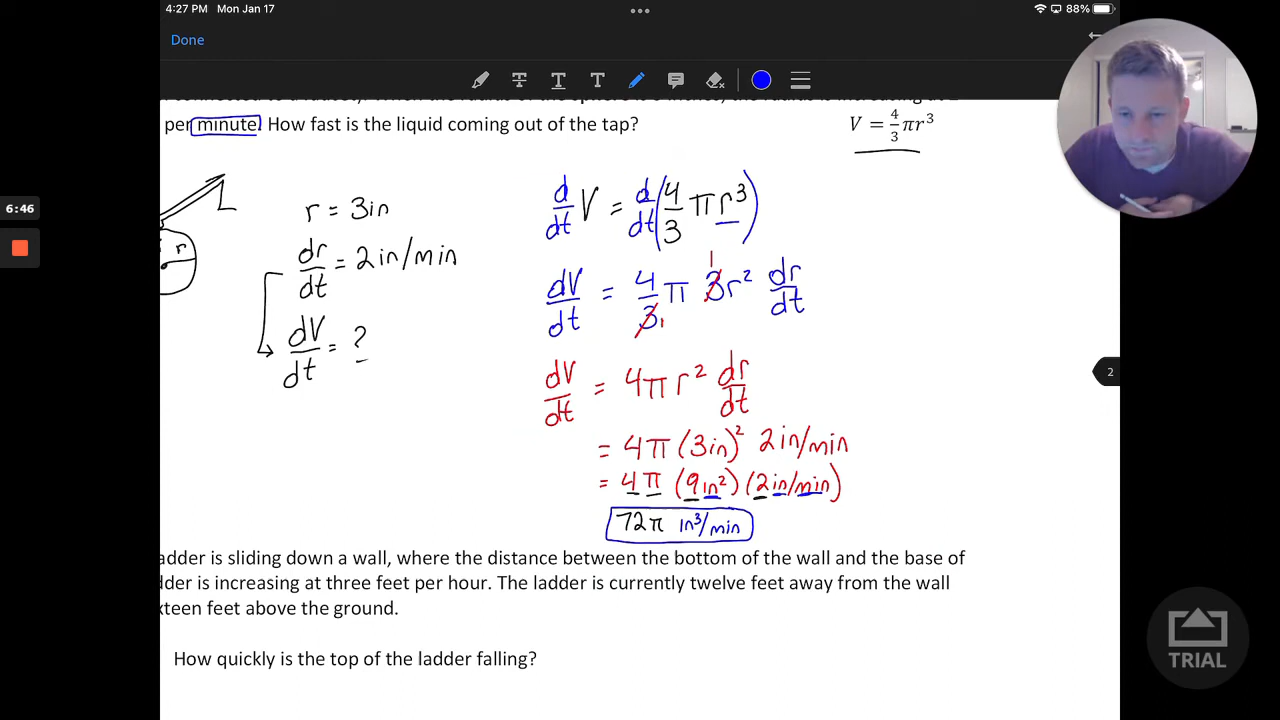 4:27 PM Mon Jan 17
88%
Done
per minute. How fast is the liquid coming out of the tap?
V = 4/3 πr³
6:46
r
r = 3in
dr/dt = 2in/min
dV/dt = ?
d/dt V = d/dt (4/3 π r³)
dV/dt = 4/3 π 3r² dr/dt
1
1
dV/dt = 4πr² dr/dt
= 4π (3in)² 2in/min
= 4π (9in²) (2in/min)
72π in³/min
2
adder is sliding down a wall, where the distance between the bottom of the wall and the base of
dder is increasing at three feet per hour. The ladder is currently twelve feet away from the wall
xteen feet above the ground.
How quickly is the top of the ladder falling?
TRIAL